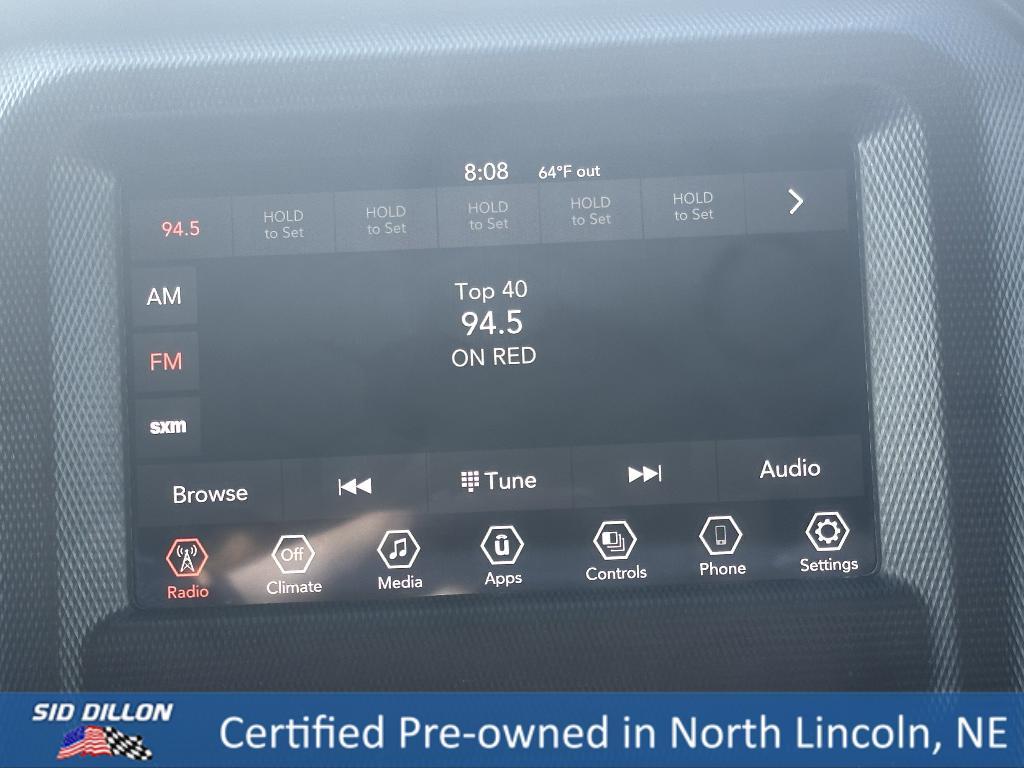 8:08 64°F out
94.5
HOLD
to Set
HOLD
to Set
HOLD
to Set
HOLD
to Set
HOLD
to Set
AM
FM
sxm
Top 40
94.5
ON RED
Browse
Tune
Audio
Radio
Off
Climate
Media
Apps
Controls
Phone
Settings
SID DILLON
Certified Pre-owned in North Lincoln, NE